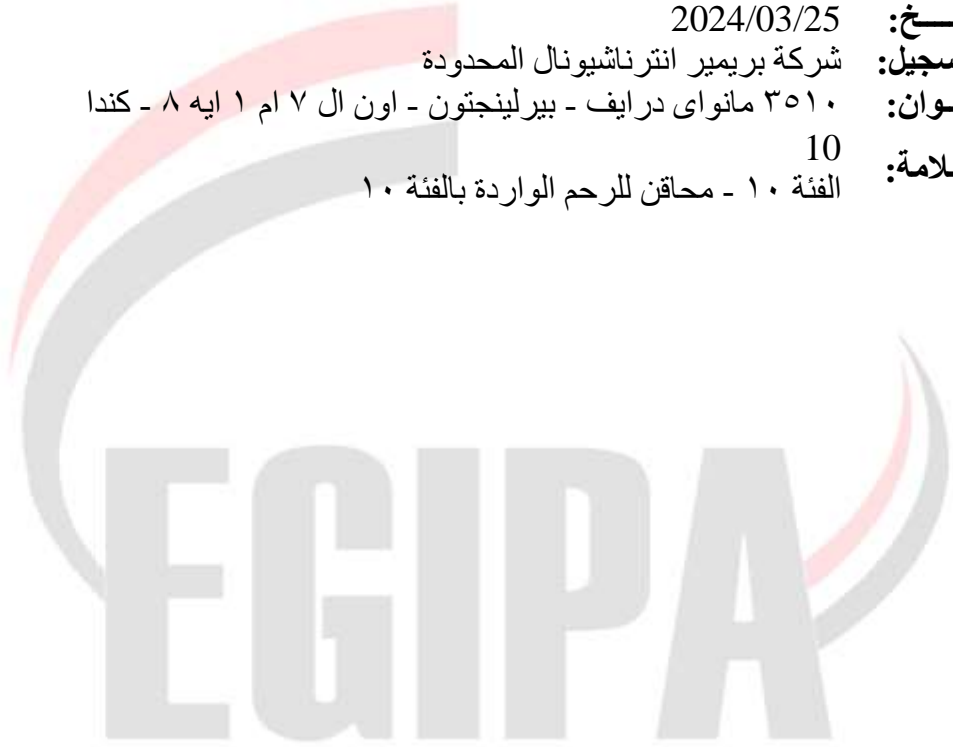 2024/03/25
شركة بريمير انترناشيونال المحدودة
٣٥١٠ مانواى درايف - بيرلينجتون - اون ال ٧ ام ١ ايه ٨ - كندا
10
الفئة ١٠ - محاقن للرحم الواردة بالفئة ١٠
EGIPA